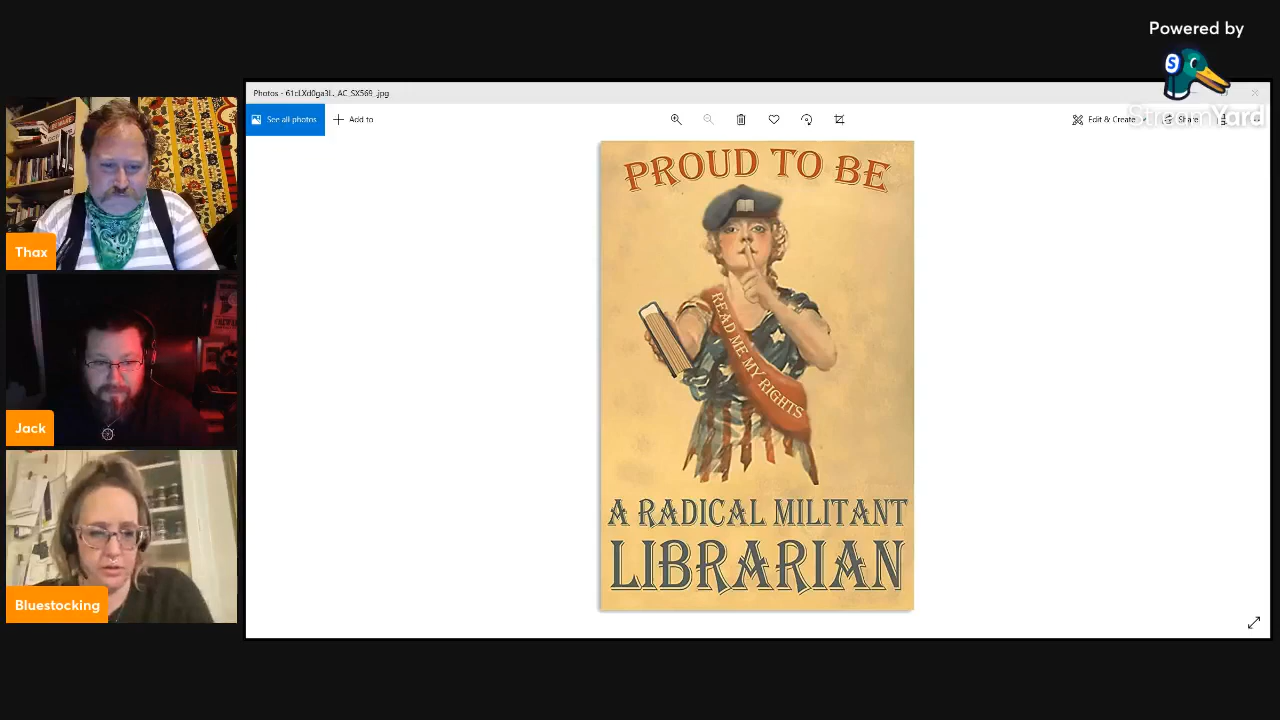 Powered by
S
StreamYard
Photos - 61cLXd0ga3L._AC_SX569_.jpg
See all photos
Add to
Edit & Create
Share
Thax
Jack
Bluestocking
PROUD TO BE
READ ME MY RIGHTS
A RADICAL MILITANT
LIBRARIAN